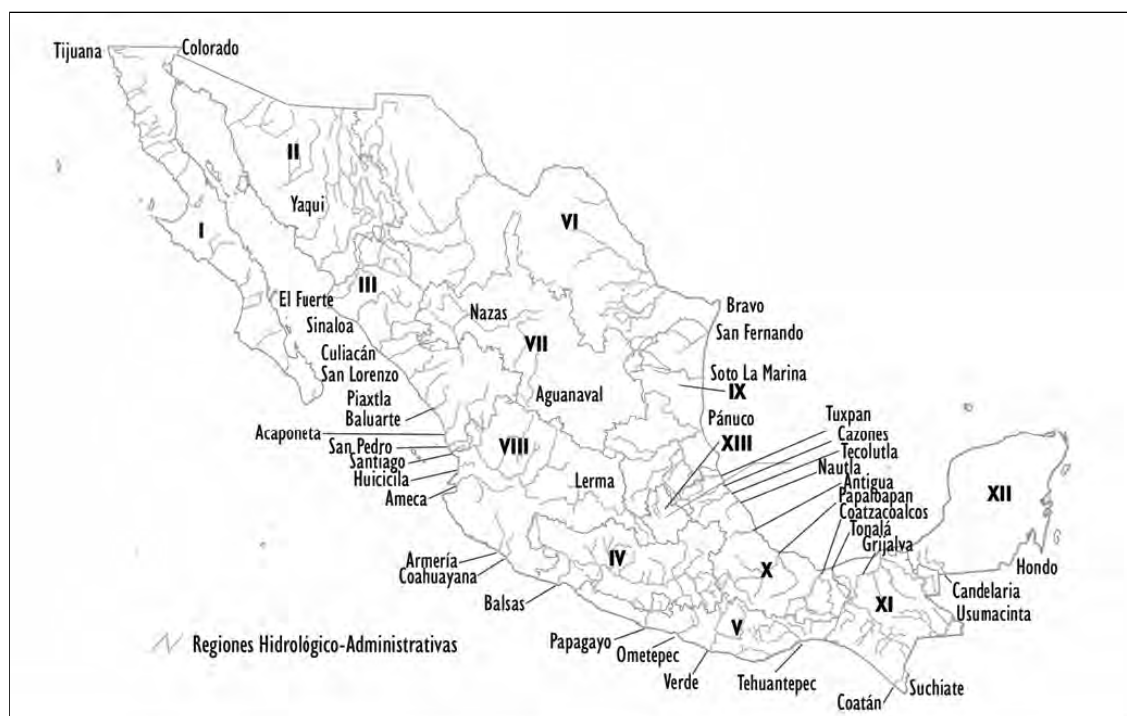 Tijuana
Colorado
II
Yaqui
I
VI
III
El Fuerte
Sinaloa
Nazas
Bravo
San Fernando
VII
Culiacán
San Lorenzo
Soto La Marina
IX
Aguanaval
Piaxtla
Baluarte
Pánuco
XIII
Tuxpan
Acaponeta
Cazones
San Pedro
VIII
Tecolutla
Santiago
Nautla
Huicicila
Lerma
Antigua
Ameca
Papaloapan
XII
Coatzacoalcos
Tonalá
Grijalva
Armería
IV
Coahuayana
X
Hondo
Balsas
Candelaria
XI
Usumacinta
V
Regiones Hidrológico-Administrativas
Papagayo
Ometepec
Verde
Tehuantepec
Suchiate
Coatán